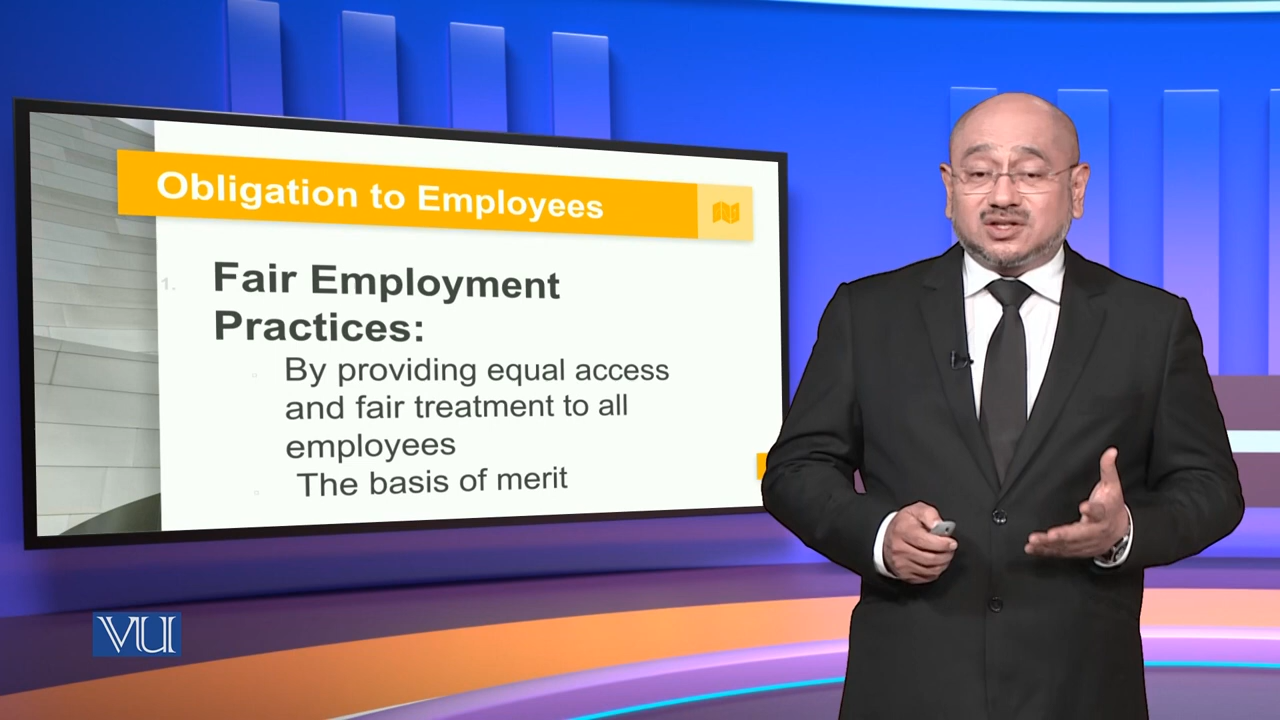 Obligation to Employees
1. Fair Employment
Practices:
By providing equal access
and fair treatment to all
employees
The basis of merit
VU